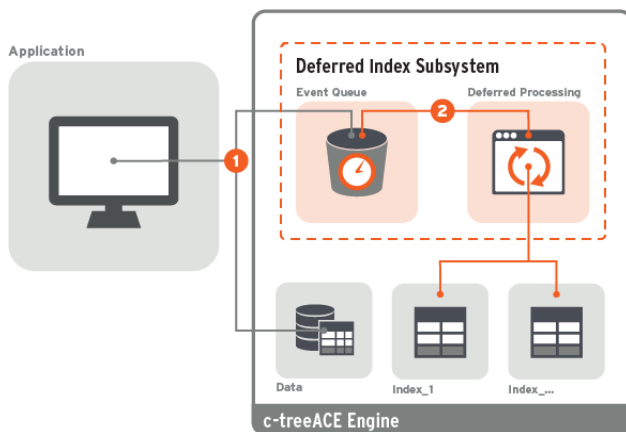 Application
Deferred Index Subsystem
Event Queue
Deferred Processing
1
2
Data
Index_1
Index_...
c-treeACE Engine